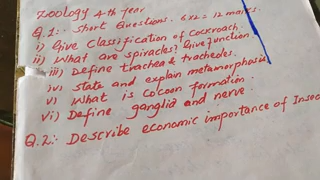 Zoology 4th year
Q.1:- Short Questions. 6x2=12 marks.
i) Give Classification of Cockroach.
ii) What are spiracles? Give function.
iii) Define trachea & tracheoles.
iv) State and explain metamorphosis
v) What is Cocoon formation.
vi) Define ganglia and nerve.
Q.2:- Describe economic importance of Insec